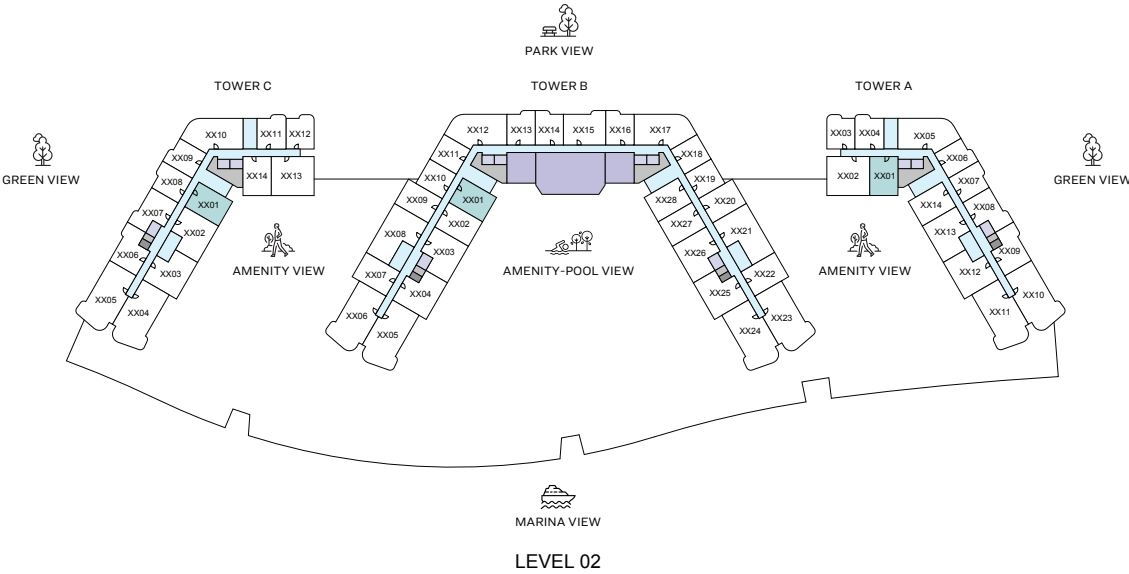 PARK VIEW
TOWER C
TOWER B
TOWER A
GREEN VIEW
GREEN VIEW
XX10
XX11
XX12
XX09
XX08
XX14
XX13
XX01
XX07
XX02
XX06
XX03
XX05
XX04
XX12
XX13
XX14
XX15
XX16
XX17
XX11
XX18
XX10
XX19
XX09
XX01
XX28
XX20
XX02
XX27
XX08
XX21
XX03
XX26
XX07
XX22
XX04
XX25
XX06
XX23
XX05
XX24
XX03
XX04
XX05
XX06
XX02
XX01
XX07
XX14
XX08
XX13
XX09
XX12
XX10
XX11
AMENITY VIEW
AMENITY-POOL VIEW
AMENITY VIEW
MARINA VIEW
LEVEL 02